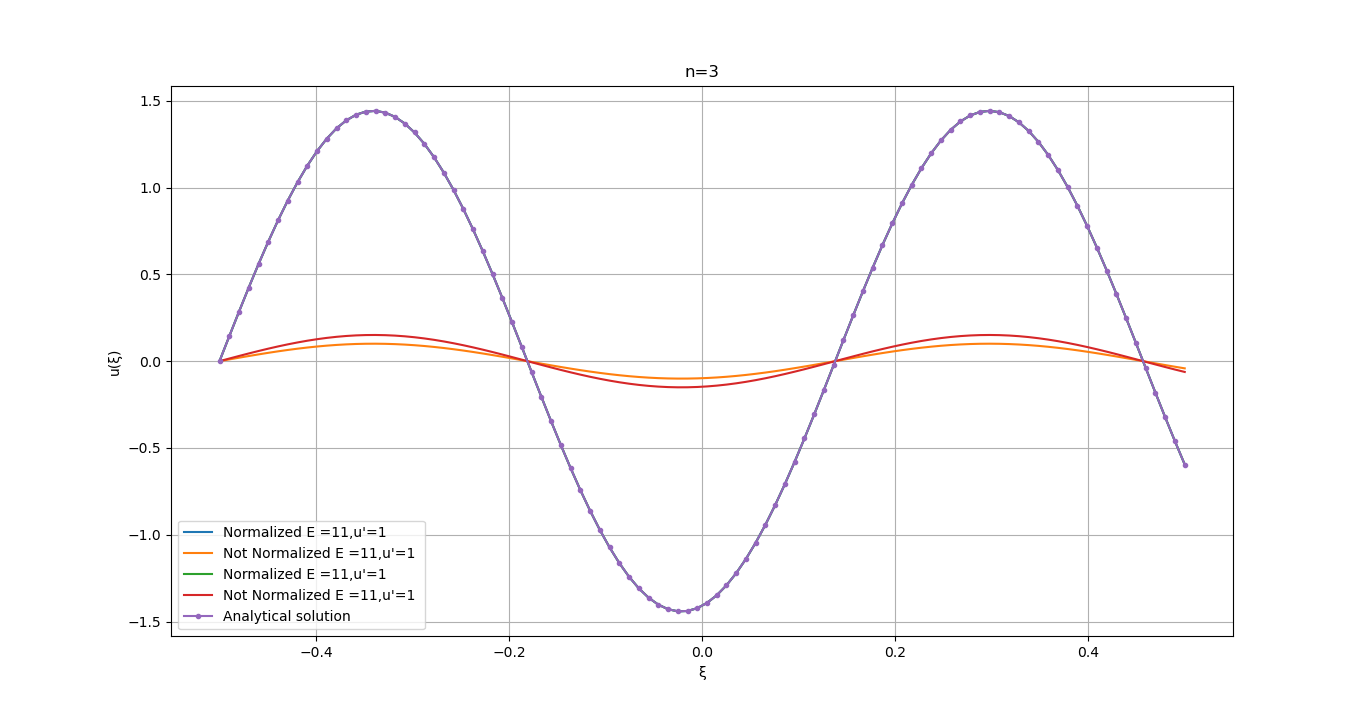 n=3
1.5
1.0
0.5
0.0
−0.5
−1.0
−1.5
u(ξ)
Normalized E =11,u'=1
Not Normalized E =11,u'=1
Normalized E =11,u'=1
Not Normalized E =11,u'=1
Analytical solution
−0.4
−0.2
0.0
0.2
0.4
ξ